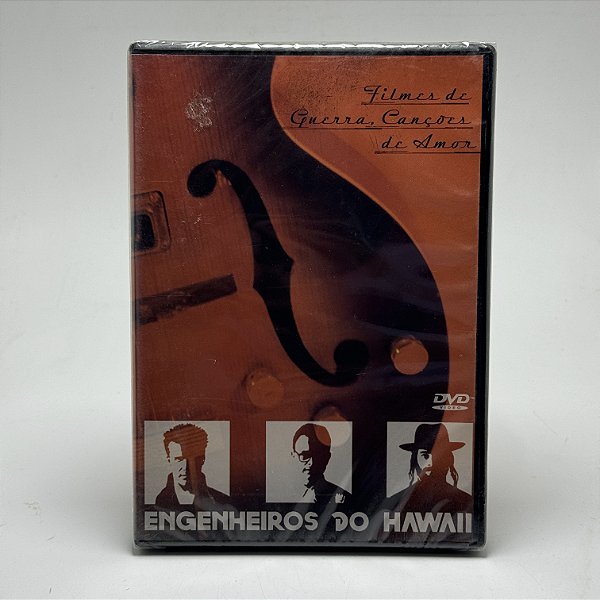 Filmes de
Guerra, Canções
de Amor
DVD
VIDEO
ENGENHEIROS DO HAWAII